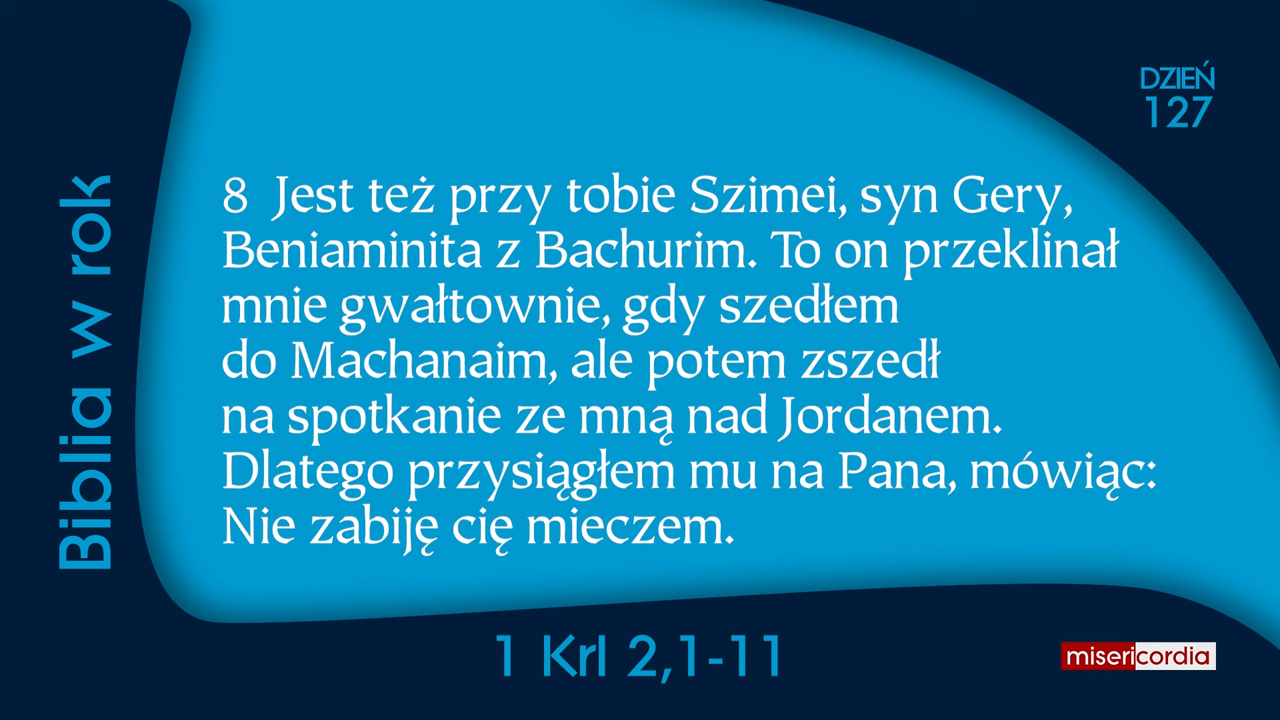 DZIEŃ
127
Biblia w rok
8 Jest też przy tobie Szimei, syn Gery,
Beniaminita z Bachurim. To on przeklinał
mnie gwałtownie, gdy szedłem
do Machanaim, ale potem zszedł
na spotkanie ze mną nad Jordanem.
Dlatego przysiągłem mu na Pana, mówiąc:
Nie zabiję cię mieczem.
1 Krl 2,1-11
misericordia